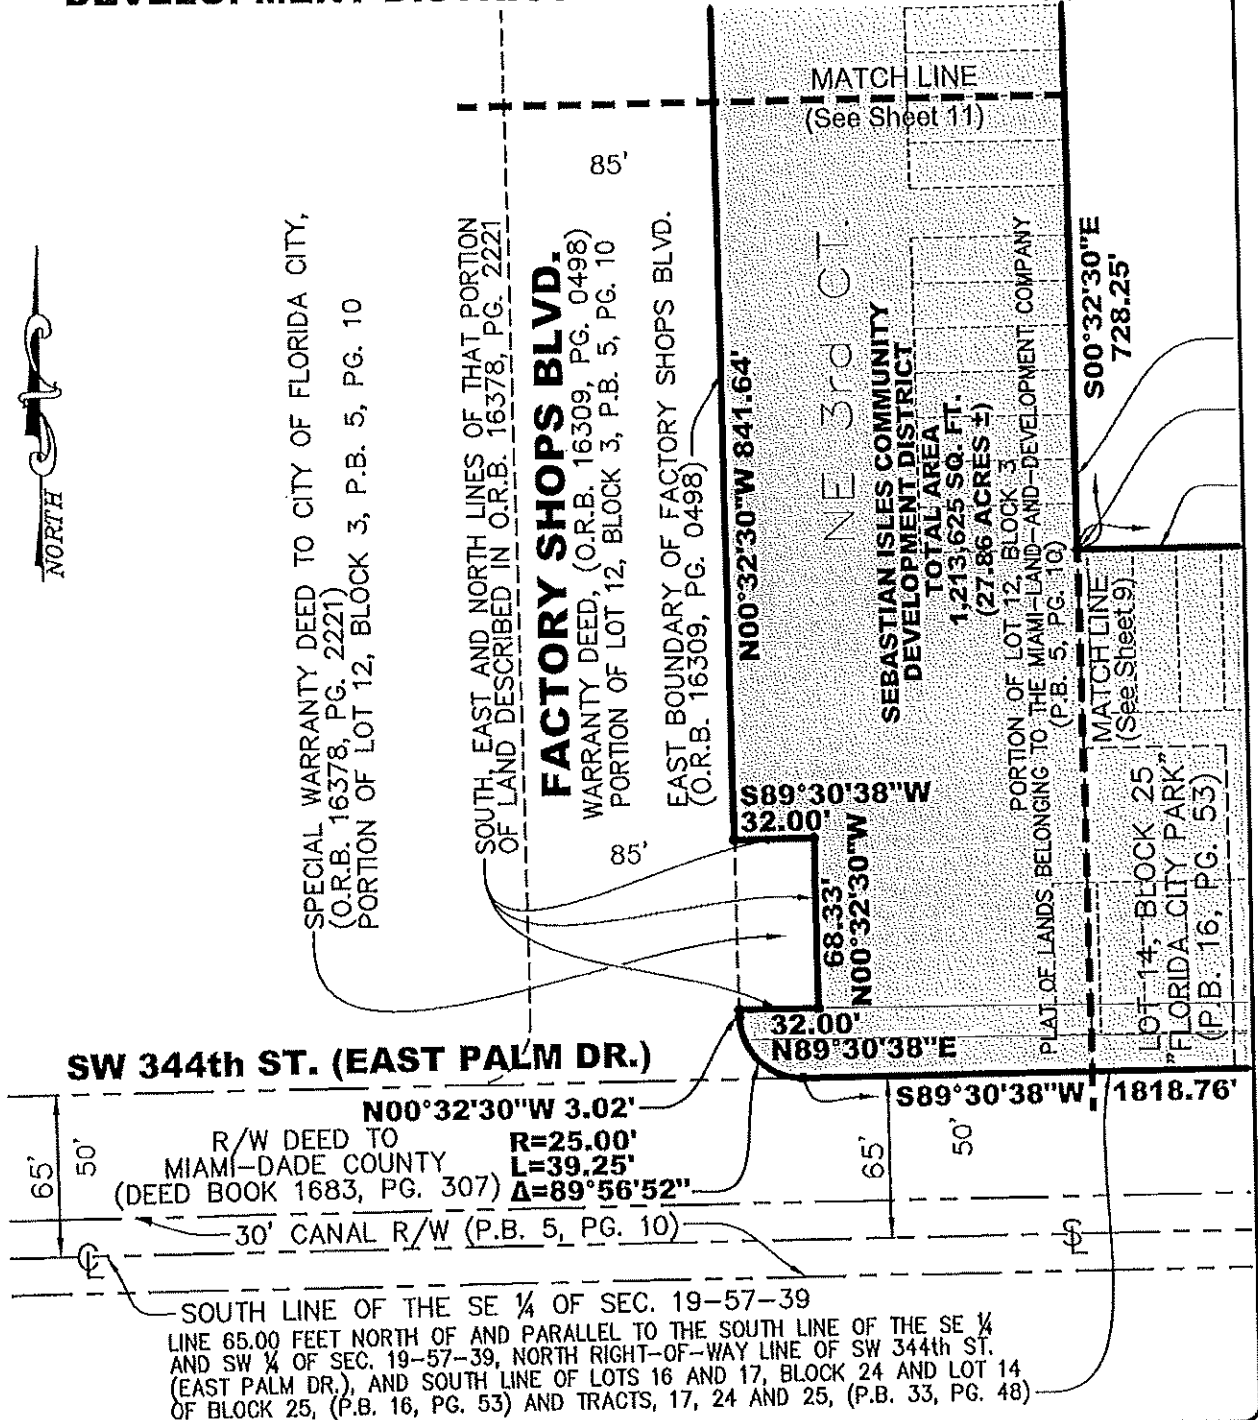 MATCH LINE
(See Sheet 11)
85'
SPECIAL WARRANTY DEED TO CITY OF FLORIDA CITY,
(O.R.B. 16378, PG. 2221)
PORTION OF LOT 12, BLOCK 3, P.B. 5, PG. 10
SOUTH, EAST AND NORTH LINES OF THAT PORTION
OF LAND DESCRIBED IN O.R.B. 16378, PG. 2221
FACTORY SHOPS BLVD.
WARRANTY DEED, (O.R.B. 16309, PG. 0498)
PORTION OF LOT 12, BLOCK 3, P.B. 5, PG. 10
EAST BOUNDARY OF FACTORY SHOPS BLVD.
(O.R.B. 16309, PG. 0498)
N00°32'30"W 841.64'
NE 3rd CT.
SEBASTIAN ISLES COMMUNITY
DEVELOPMENT DISTRICT
TOTAL AREA
1,213,625 SQ. FT.
(27.86 ACRES ±)
PORTION OF LOT 12, BLOCK 3
PLAT OF LANDS BELONGING TO THE MIAMI-LAND-AND-DEVELOPMENT COMPANY
(P.B. 5, PG. 10)
S00°32'30"E
728.25'
NORTH
MATCH LINE
(See Sheet 9)
LOT 14, BLOCK 25
"FLORIDA CITY PARK"
(P.B. 16, PG. 53)
S89°30'38"W
32.00'
85'
68.33'
N00°32'30"W
32.00'
N89°30'38"E
SW 344th ST. (EAST PALM DR.)
S89°30'38"W 1818.76'
N00°32'30"W 3.02'
R/W DEED TO
MIAMI-DADE COUNTY
(DEED BOOK 1683, PG. 307)
R=25.00'
L=39.25'
Δ=89°56'52"
65'
50'
65'
50'
30' CANAL R/W (P.B. 5, PG. 10)
SOUTH LINE OF THE SE ¼ OF SEC. 19-57-39
LINE 65.00 FEET NORTH OF AND PARALLEL TO THE SOUTH LINE OF THE SE ¼
AND SW ¼ OF SEC. 19-57-39, NORTH RIGHT-OF-WAY LINE OF SW 344th ST.
(EAST PALM DR.), AND SOUTH LINE OF LOTS 16 AND 17, BLOCK 24 AND LOT 14
OF BLOCK 25, (P.B. 16, PG. 53) AND TRACTS, 17, 24 AND 25, (P.B. 33, PG. 48)